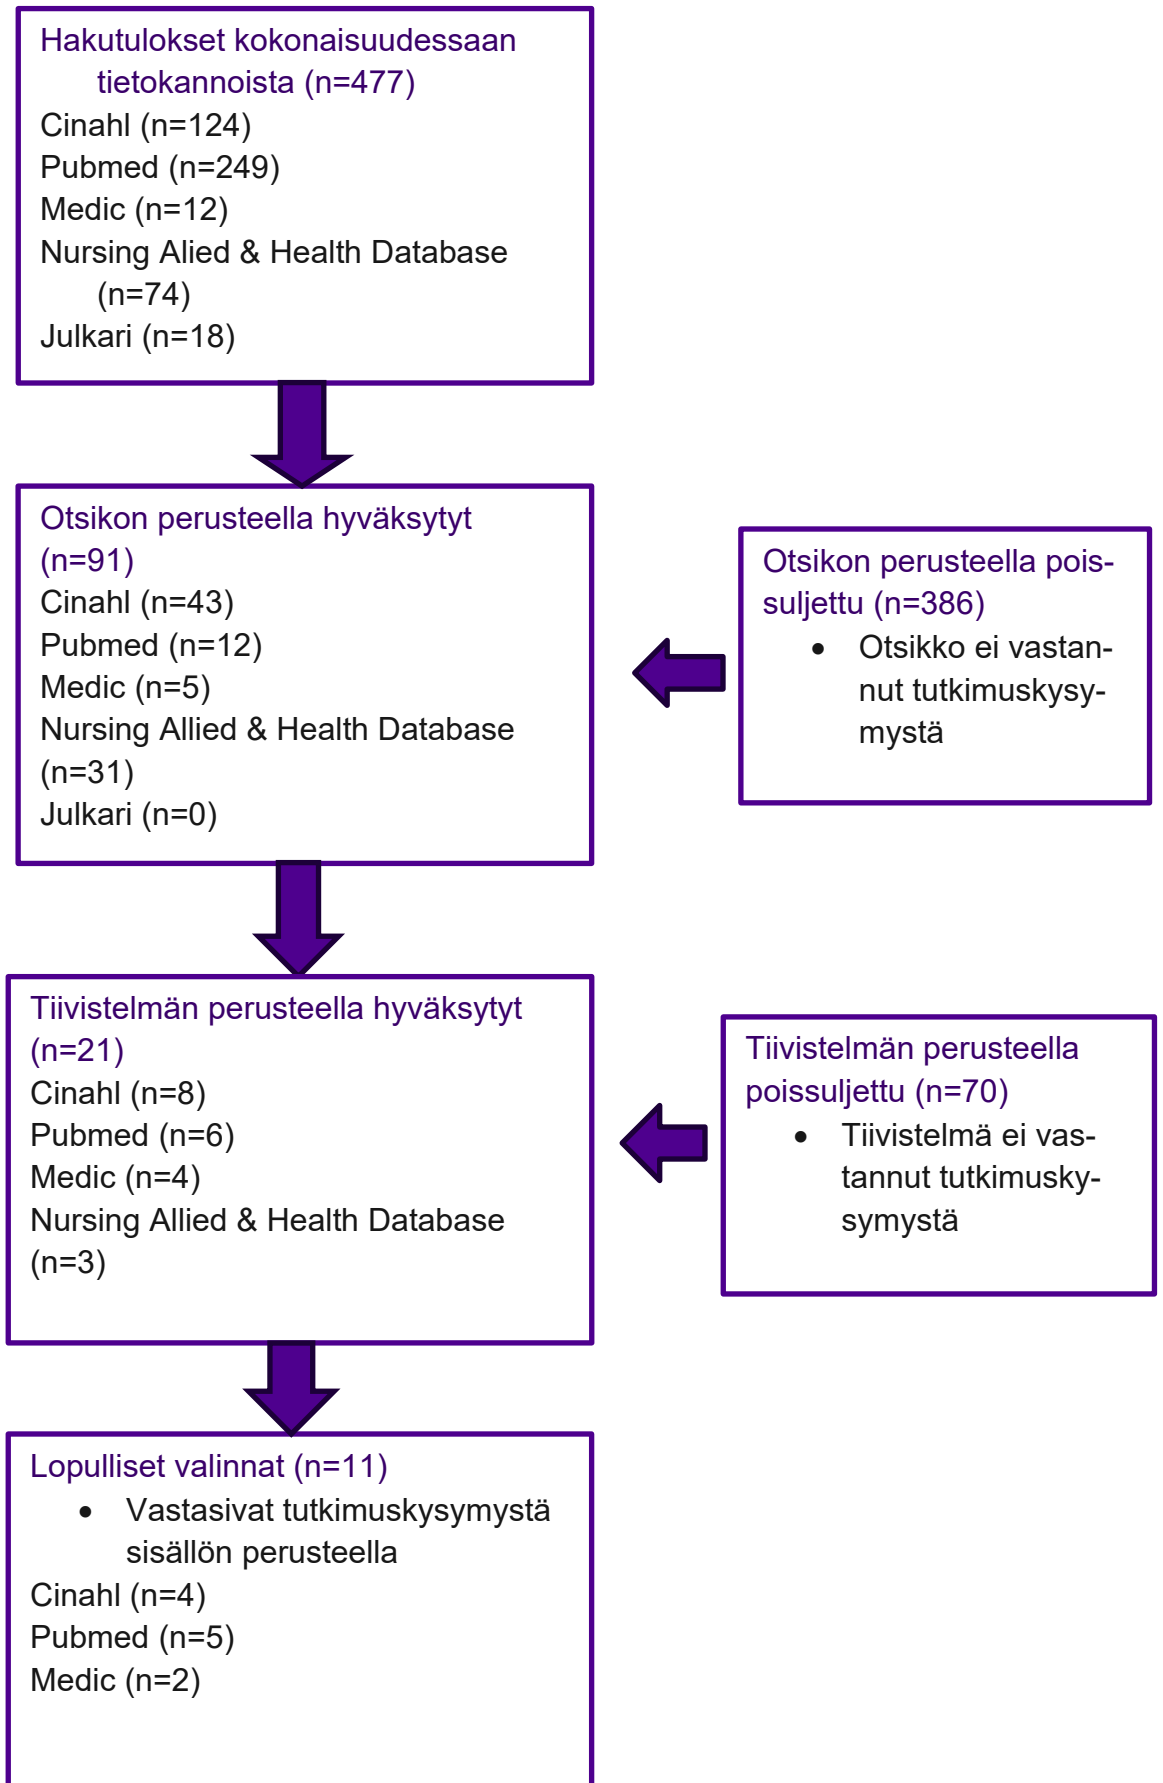 Hakutulokset kokonaisuudessaan
tietokannoista (n=477)
Cinahl (n=124)
Pubmed (n=249)
Medic (n=12)
Nursing Alied & Health Database
(n=74)
Julkari (n=18)
Otsikon perusteella hyväksytyt
(n=91)
Cinahl (n=43)
Pubmed (n=12)
Medic (n=5)
Nursing Allied & Health Database
(n=31)
Julkari (n=0)
Otsikon perusteella pois-
suljettu (n=386)
• Otsikko ei vastan-
nut tutkimuskysy-
mystä
Tiivistelmän perusteella hyväksytyt
(n=21)
Cinahl (n=8)
Pubmed (n=6)
Medic (n=4)
Nursing Allied & Health Database
(n=3)
Tiivistelmän perusteella
poissuljettu (n=70)
• Tiivistelmä ei vas-
tannut tutkimusky-
symystä
Lopulliset valinnat (n=11)
• Vastasivat tutkimuskysymystä
sisällön perusteella
Cinahl (n=4)
Pubmed (n=5)
Medic (n=2)